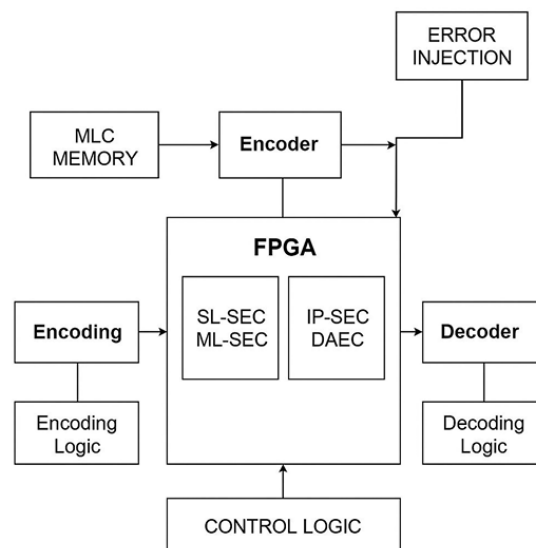 ERROR
INJECTION
MLC
MEMORY
Encoder
FPGA
SL-SEC
ML-SEC
IP-SEC
DAEC
Encoding
Decoder
Encoding
Logic
Decoding
Logic
CONTROL LOGIC